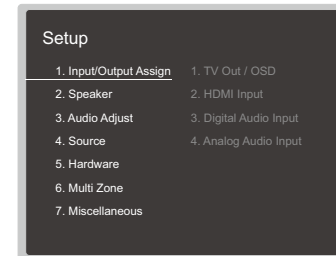 Setup
1. Input/Output Assign
2. Speaker
3. Audio Adjust
4. Source
5. Hardware
6. Multi Zone
7. Miscellaneous
1. TV Out / OSD
2. HDMI Input
3. Digital Audio Input
4. Analog Audio Input